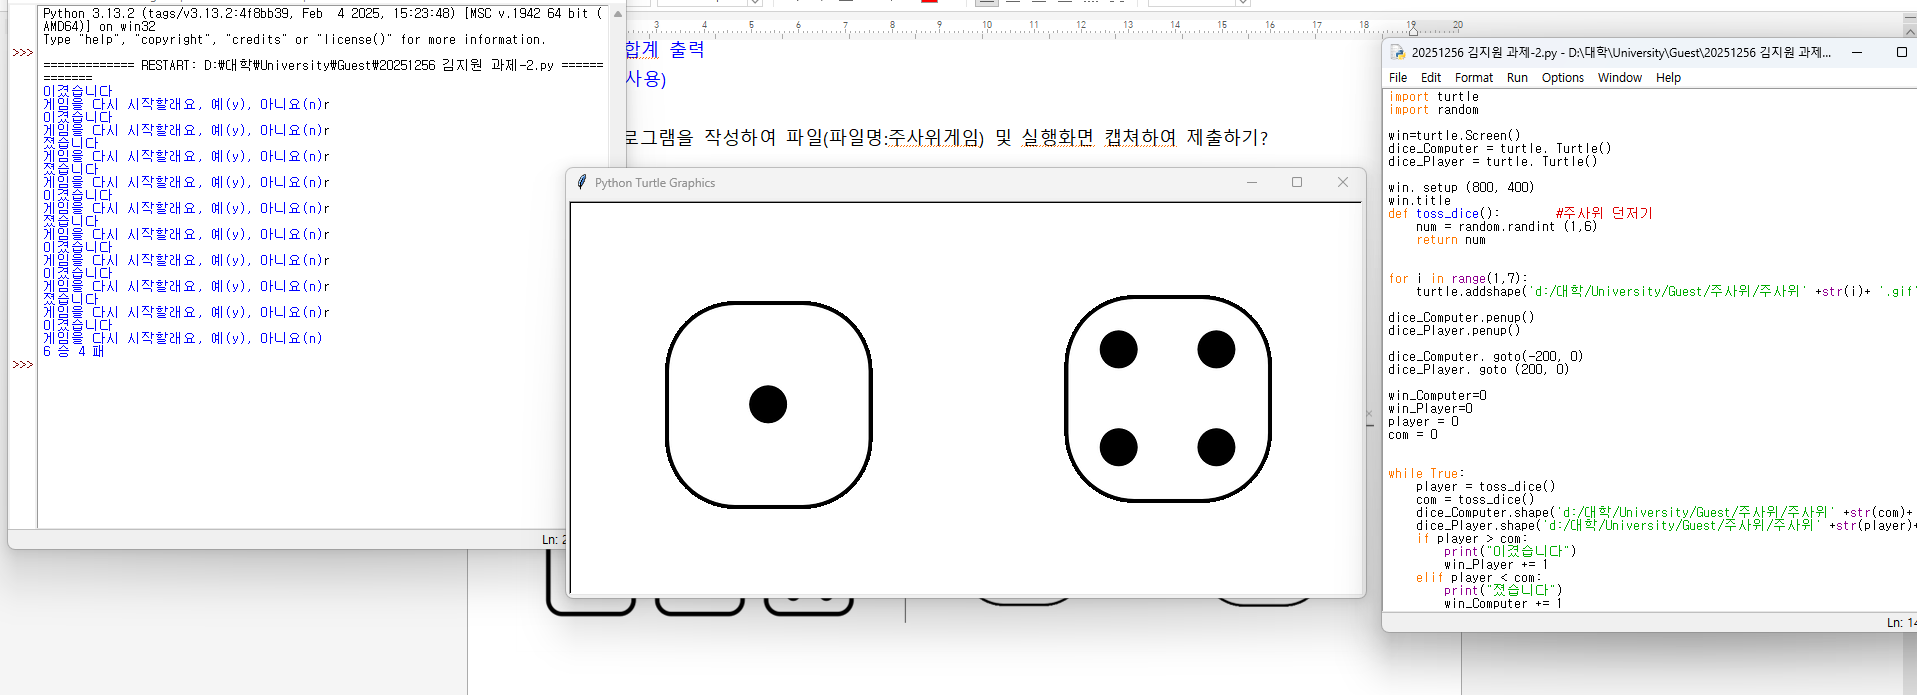 Python 3.13.2 (tags/v3.13.2:4f8bb39, Feb  4 2025, 15:23:48) [MSC v.1942 64 bit (
AMD64)] on win32
Type "help", "copyright", "credits" or "license()" for more information.
>>>
============= RESTART: D:₩대학₩University₩Guest₩20251256 김지원 과제-2.py ======
=======
이겼습니다
게임을 다시 시작할래요, 예(y), 아니요(n)r
이겼습니다
게임을 다시 시작할래요, 예(y), 아니요(n)r
졌습니다
게임을 다시 시작할래요, 예(y), 아니요(n)r
졌습니다
게임을 다시 시작할래요, 예(y), 아니요(n)r
이겼습니다
게임을 다시 시작할래요, 예(y), 아니요(n)r
졌습니다
게임을 다시 시작할래요, 예(y), 아니요(n)r
이겼습니다
게임을 다시 시작할래요, 예(y), 아니요(n)r
이겼습니다
게임을 다시 시작할래요, 예(y), 아니요(n)r
졌습니다
게임을 다시 시작할래요, 예(y), 아니요(n)r
이겼습니다
게임을 다시 시작할래요, 예(y), 아니요(n)
6 승 4 패
>>>
Ln: 2
3 4 5 6 7 8 9 10 11 12 13 14 15 16 17 18 19 20
합계 출력
사용)
로그램을 작성하여 파일(파일명:주사위게임) 및 실행화면 캡쳐하여 제출하기?
Python Turtle Graphics
20251256 김지원 과제-2.py - D:\대학\University\Guest\20251256 김지원 과제...
File Edit Format Run Options Window Help
import turtle
import random
win=turtle.Screen()
dice_Computer = turtle. Turtle()
dice_Player = turtle. Turtle()
win. setup (800, 400)
win.title
def toss_dice():        #주사위 던저기
    num = random.randint (1,6)
    return num
for i in range(1,7):
    turtle.addshape('d:/대학/University/Guest/주사위/주사위' +str(i)+ '.gif'
dice_Computer.penup()
dice_Player.penup()
dice_Computer. goto(-200, 0)
dice_Player. goto (200, 0)
win_Computer=0
win_Player=0
player = 0
com = 0
while True:
    player = toss_dice()
    com = toss_dice()
    dice_Computer.shape('d:/대학/University/Guest/주사위/주사위' +str(com)+
    dice_Player.shape('d:/대학/University/Guest/주사위/주사위' +str(player)+
    if player > com:
        print("이겼습니다")
        win_Player += 1
    elif player < com:
        print("졌습니다")
        win_Computer += 1
Ln: 14